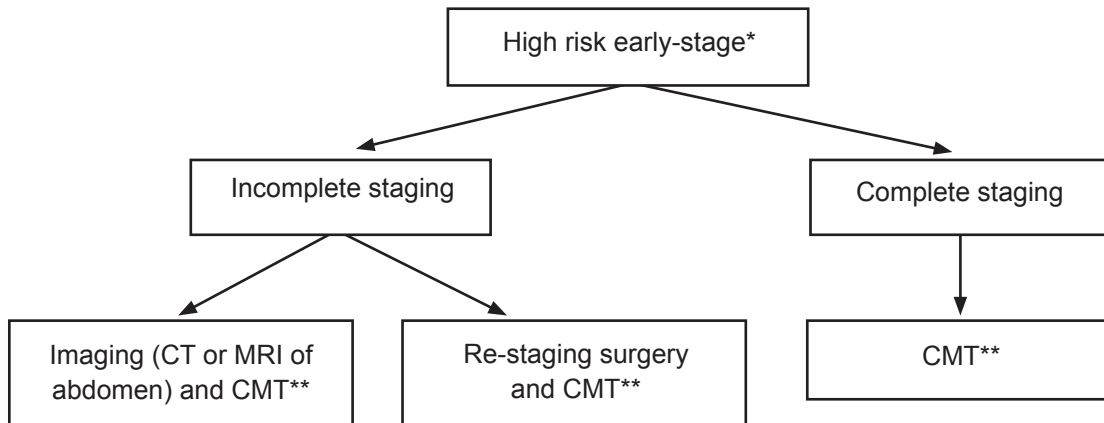 High risk early-stage*
Incomplete staging
Complete staging
Imaging (CT or MRI of
abdomen) and CMT**
Re-staging surgery
and CMT**
CMT**